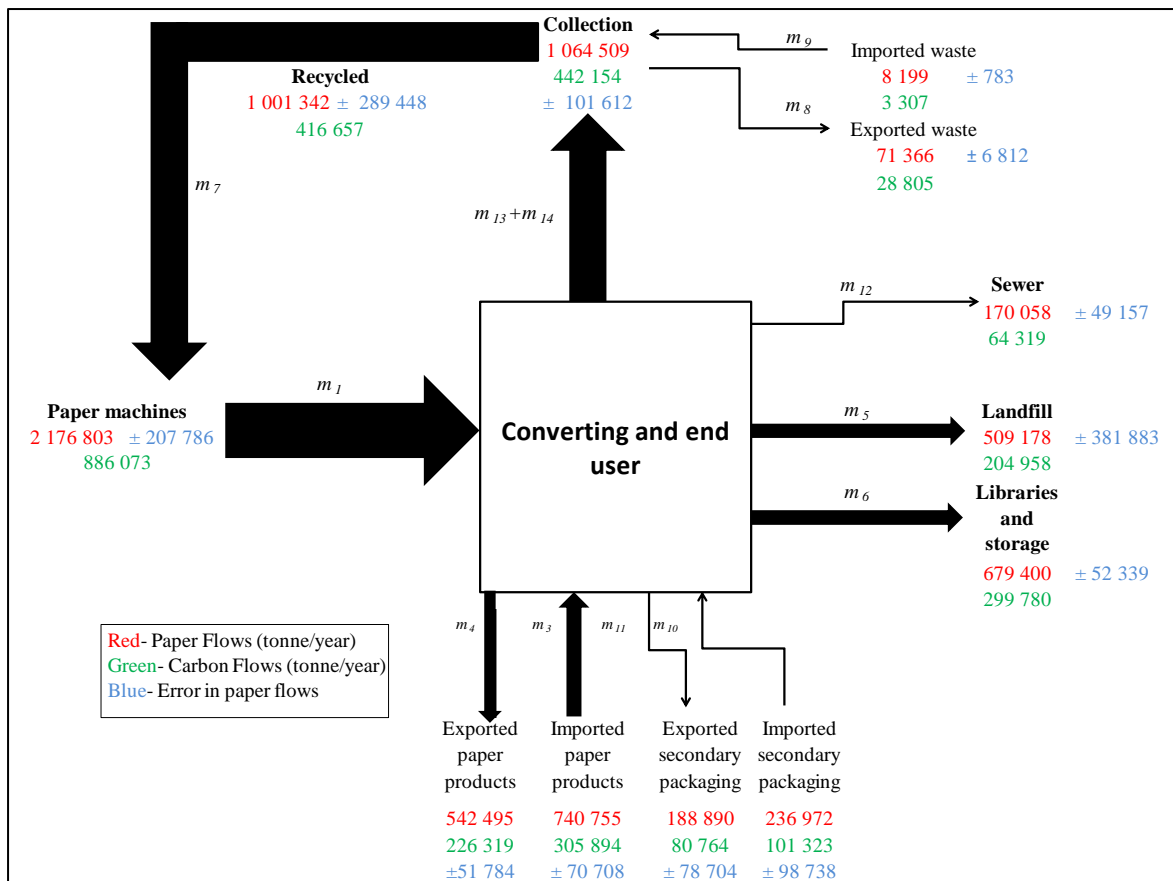 Collection
1 064 509
442 154
± 101 612
Recycled
1 001 342 ± 289 448
416 657
m 9
Imported waste
8 199 ± 783
3 307
m 8
Exported waste
71 366 ± 6 812
28 805
m 7
m 13+m 14
m 12
Sewer
170 058 ± 49 157
64 319
m 1
Paper machines
2 176 803 ± 207 786
886 073
Converting and end
user
m 5
Landfill
509 178 ± 381 883
204 958
m 6
Libraries
and
storage
679 400 ± 52 339
299 780
m 4
m 3
m 11
m 10
Red- Paper Flows (tonne/year)
Green- Carbon Flows (tonne/year)
Blue- Error in paper flows
Exported
paper
products
542 495
226 319
±51 784
Imported
paper
products
740 755
305 894
± 70 708
Exported
secondary
packaging
188 890
80 764
± 78 704
Imported
secondary
packaging
236 972
101 323
± 98 738